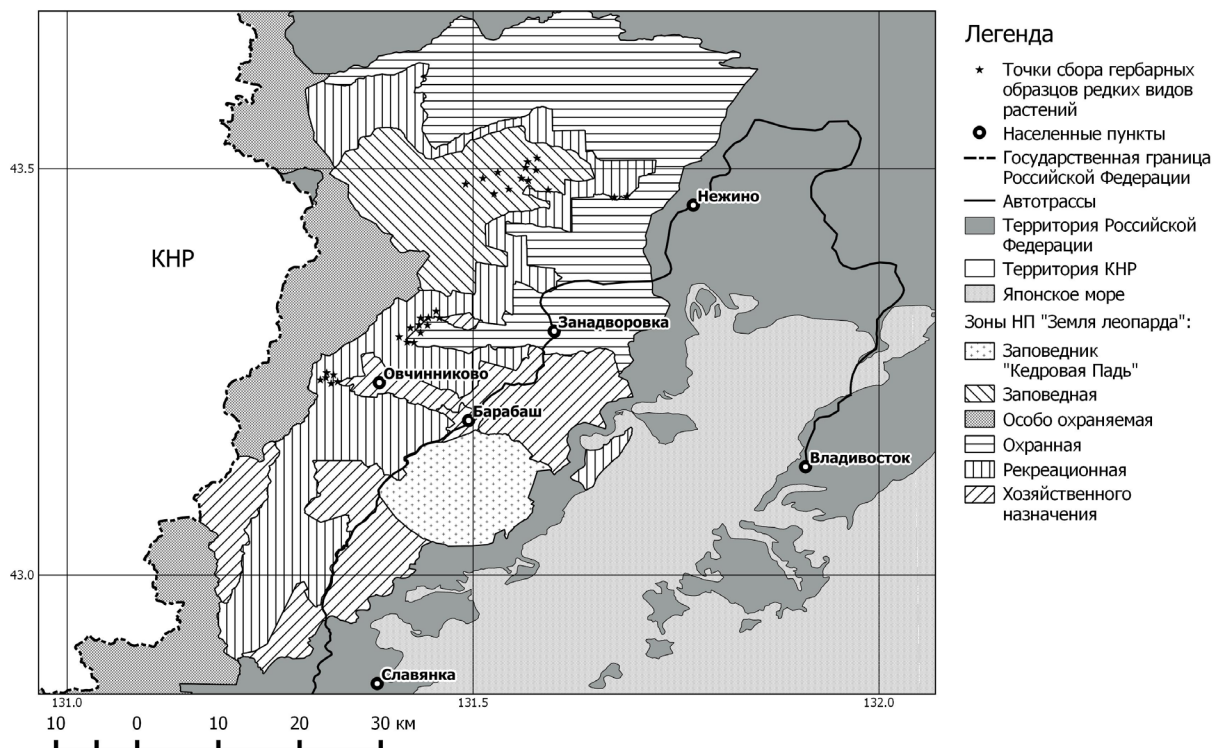 Легенда
Точки сбора гербарных
образцов редких видов
растений
Населенные пункты
Государственная граница
Российской Федерации
Автотрассы
Территория Российской
Федерации
Территория КНР
Японское море
Зоны НП "Земля леопарда":
Заповедник
"Кедровая Падь"
Заповедная
Особо охраняемая
Охранная
Рекреационная
Хозяйственного
назначения
43.5
Нежино
КНР
Занадворовка
Овчинниково
Барабаш
Владивосток
43.0
Славянка
131.0
131.5
132.0
10 0 10 20 30 км